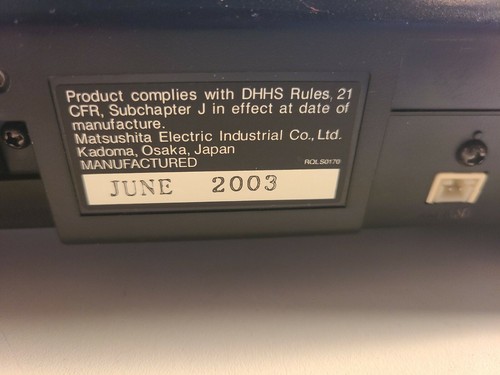 Product complies with DHHS Rules, 21
CFR, Subchapter J in effect at date of
manufacture.
Matsushita Electric Industrial Co., Ltd.
Kadoma, Osaka, Japan
MANUFACTURED RQLS0170
JUNE 2003